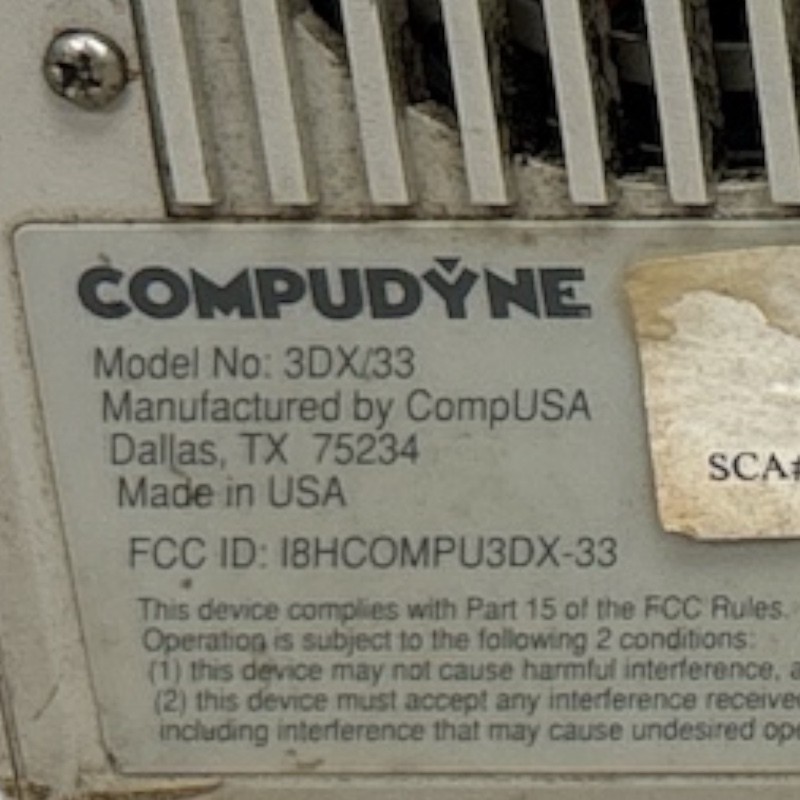 COMPUDYNE
Model No: 3DX/33
Manufactured by CompUSA
Dallas, TX 75234
Made in USA
FCC ID: I8HCOMPU3DX-33
SCA#
This device complies with Part 15 of the FCC Rules.
Operation is subject to the following 2 conditions:
(1) this device may not cause harmful interference, a
(2) this device must accept any interference received
including interference that may cause undesired ope